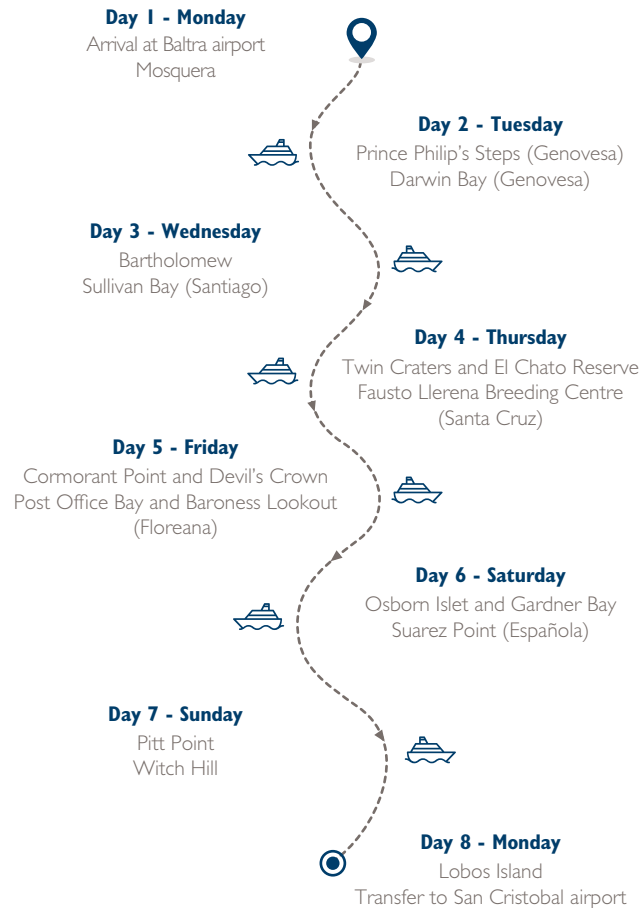 Day 1 - Monday
Arrival at Baltra airport
Mosquera
Day 2 - Tuesday
Prince Philip's Steps (Genovesa)
Darwin Bay (Genovesa)
Day 3 - Wednesday
Bartholomew
Sullivan Bay (Santiago)
Day 4 - Thursday
Twin Craters and El Chato Reserve
Fausto Llerena Breeding Centre
(Santa Cruz)
Day 5 - Friday
Cormorant Point and Devil's Crown
Post Office Bay and Baroness Lookout
(Floreana)
Day 6 - Saturday
Osborn Islet and Gardner Bay
Suarez Point (Española)
Day 7 - Sunday
Pitt Point
Witch Hill
Day 8 - Monday
Lobos Island
Transfer to San Cristobal airport